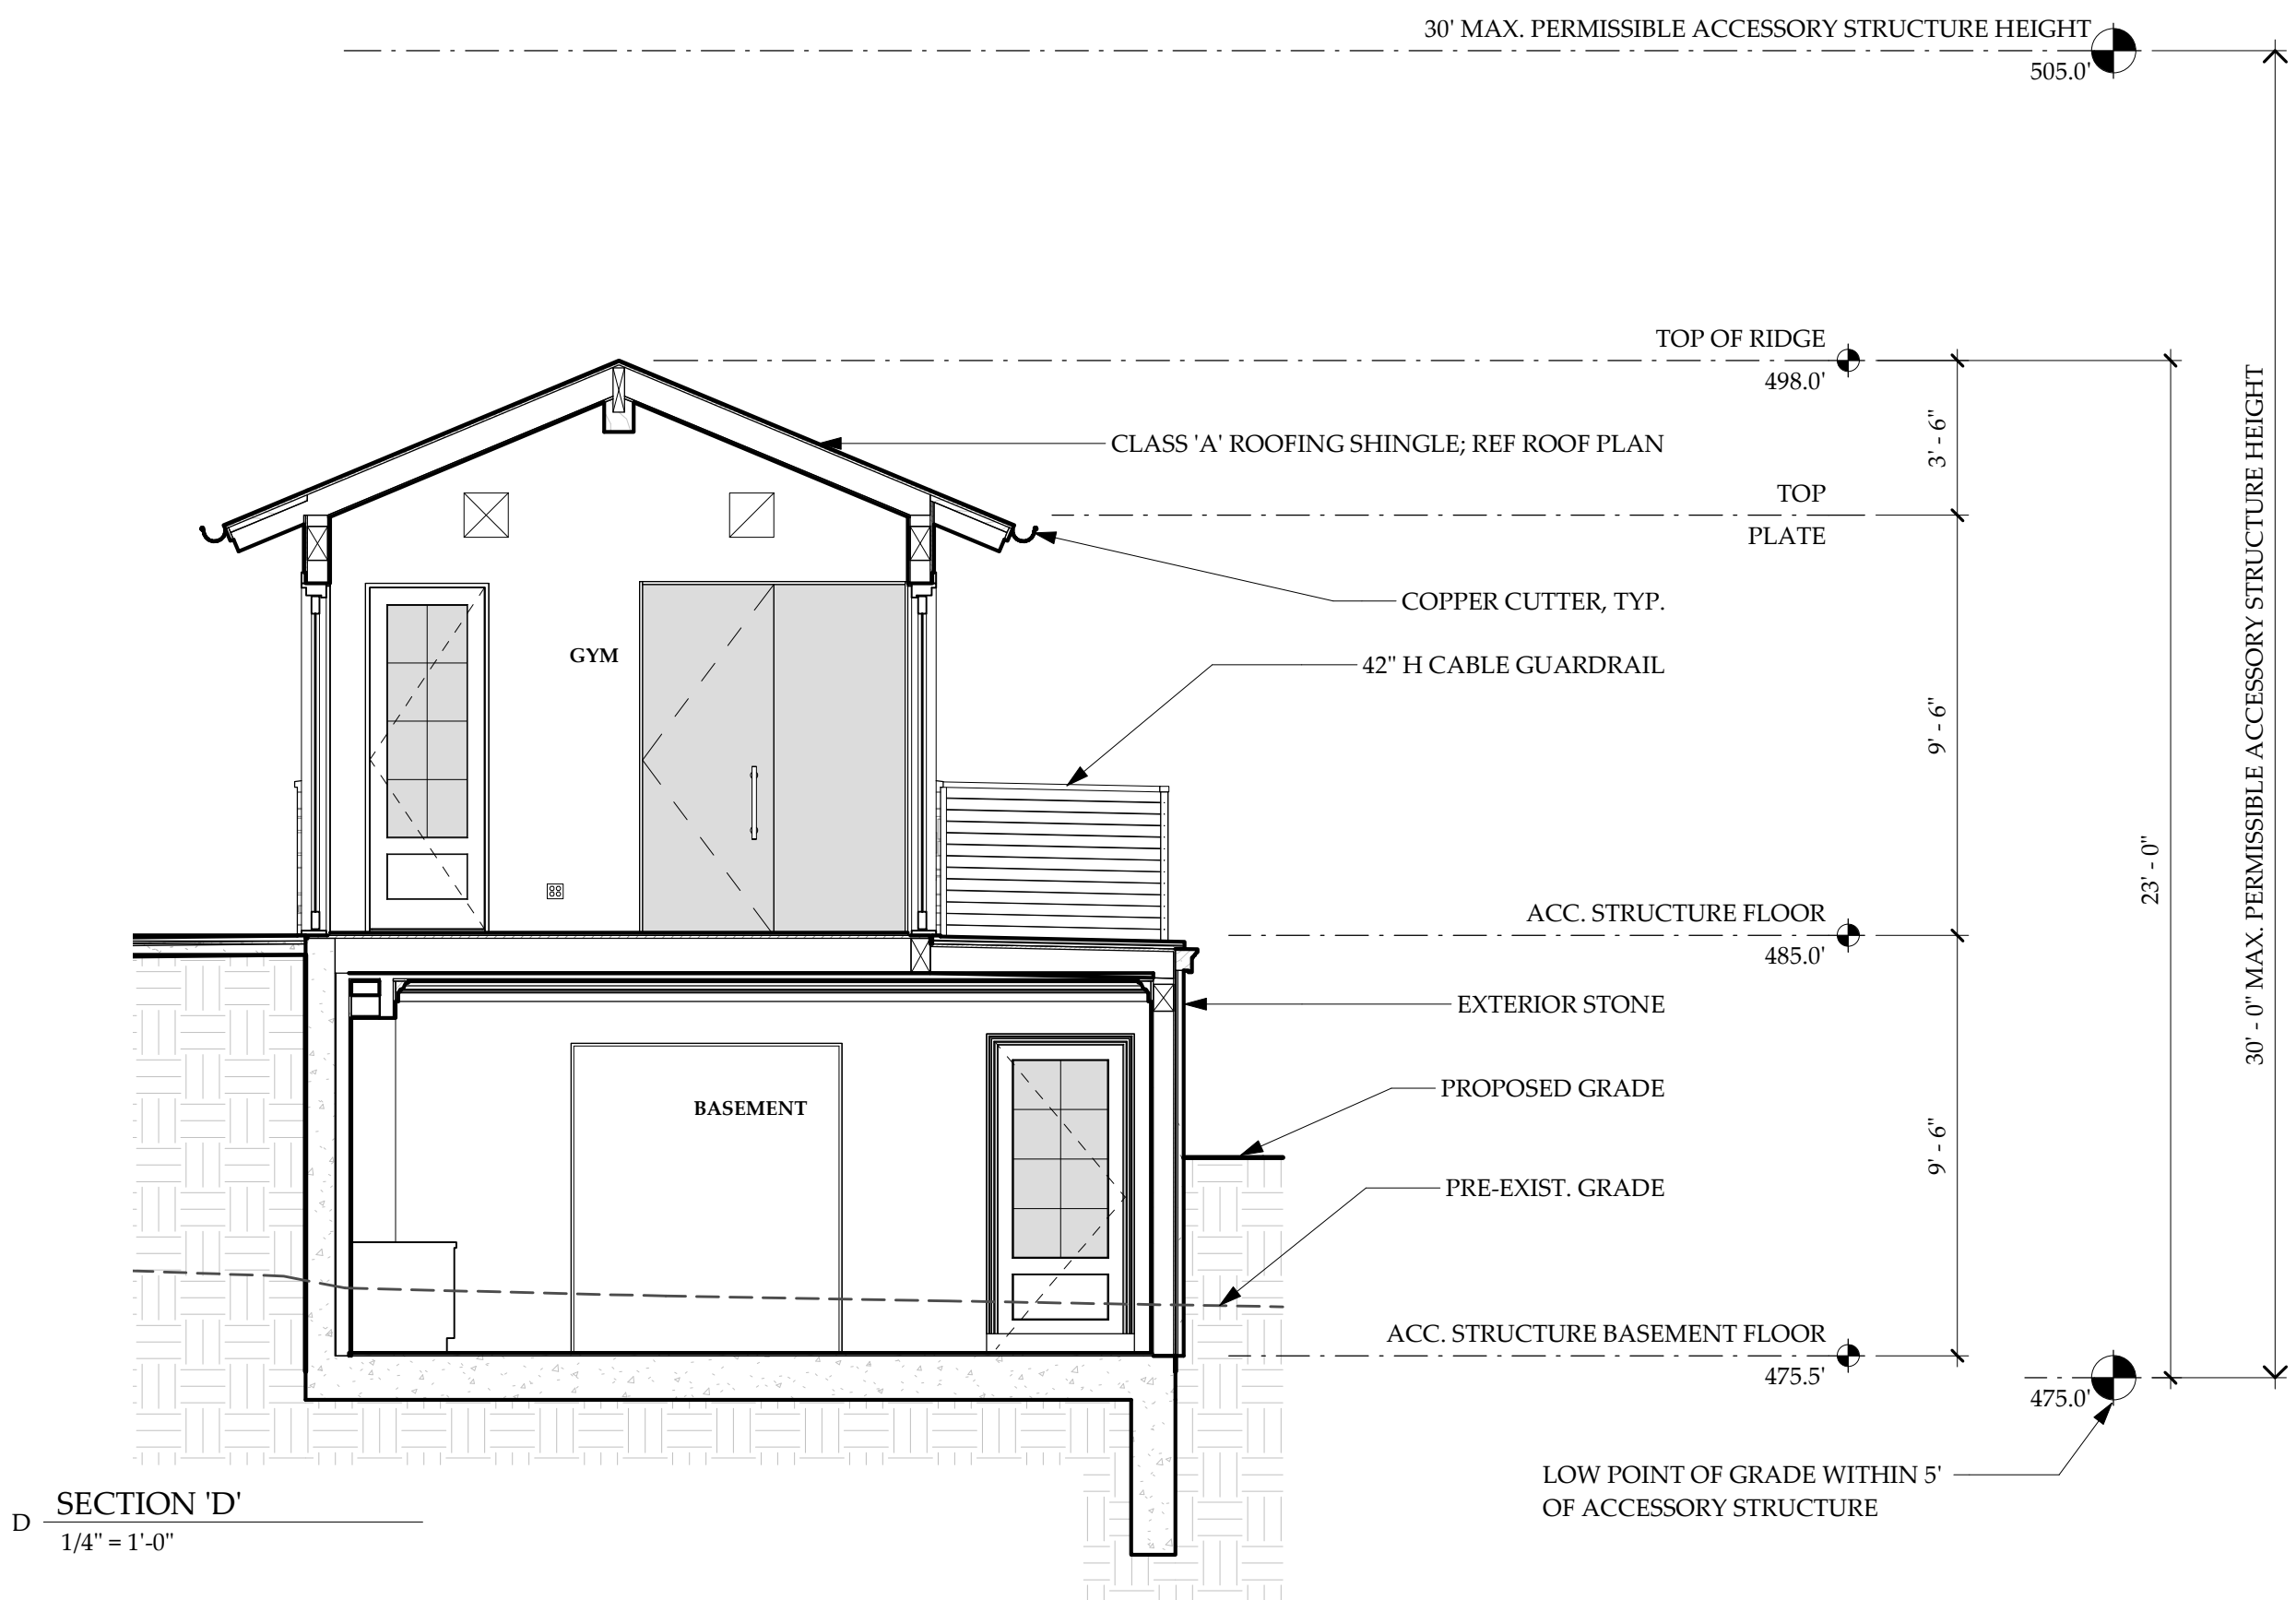 30' MAX. PERMISSIBLE ACCESSORY STRUCTURE HEIGHT
505.0'
TOP OF RIDGE
498.0'
CLASS 'A' ROOFING SHINGLE; REF ROOF PLAN
3' - 6"
TOP
PLATE
COPPER CUTTER, TYP.
GYM
42" H CABLE GUARDRAIL
9' - 6"
23' - 0"
30' - 0" MAX. PERMISSIBLE ACCESSORY STRUCTURE HEIGHT
ACC. STRUCTURE FLOOR
485.0'
EXTERIOR STONE
PROPOSED GRADE
BASEMENT
9' - 6"
PRE-EXIST. GRADE
ACC. STRUCTURE BASEMENT FLOOR
475.5'
475.0'
LOW POINT OF GRADE WITHIN 5'
OF ACCESSORY STRUCTURE
D SECTION 'D'
1/4" = 1'-0"